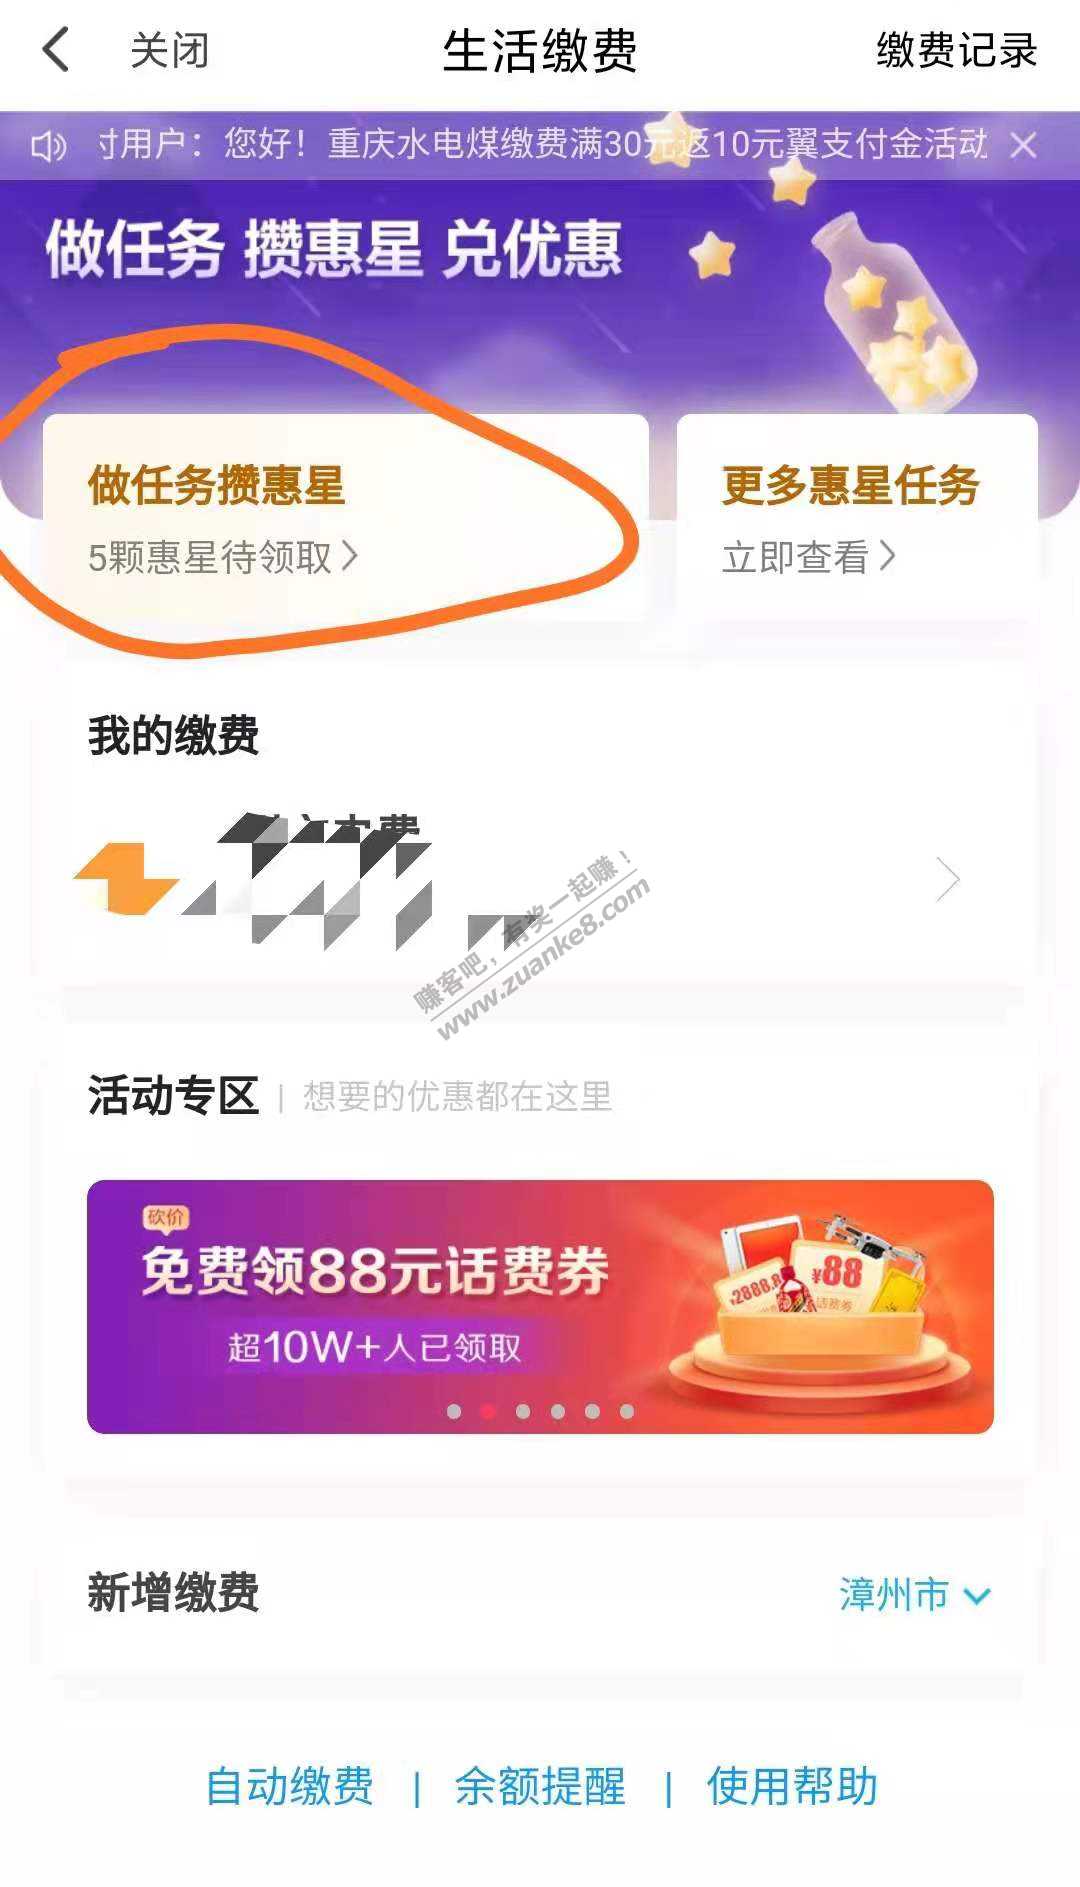 关闭
生活缴费
缴费记录
付用户：您好！重庆水电煤缴费满30元返10元翼支付金活动
做任务 攒惠星 兑优惠
做任务攒惠星
5颗惠星待领取
更多惠星任务
立即查看
我的缴费
赚客吧，有奖一起赚！
www.zuanke8.com
活动专区 | 想要的优惠都在这里
砍价
免费领88元话费券
超10W+人已领取
¥88
话费券
新增缴费
漳州市
自动缴费 | 余额提醒 | 使用帮助